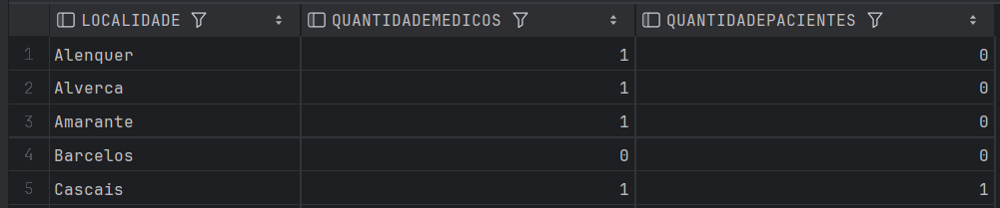 LOCALIDADE QUANTIDADEMEDICOS QUANTIDADEPACIENTES
1 Alenquer 1 0
2 Alverca 1 0
3 Amarante 1 0
4 Barcelos 0 0
5 Cascais 1 1